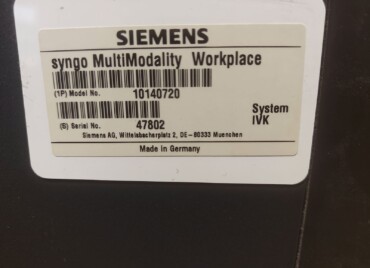 SIEMENS
syngo MultiModality Workplace
(1P) Model No. 10140720
System
IVK
(S) Serial No. 47802
Siemens AG, Wittelsbacherplatz 2, DE-80333 Muenchen
Made in Germany